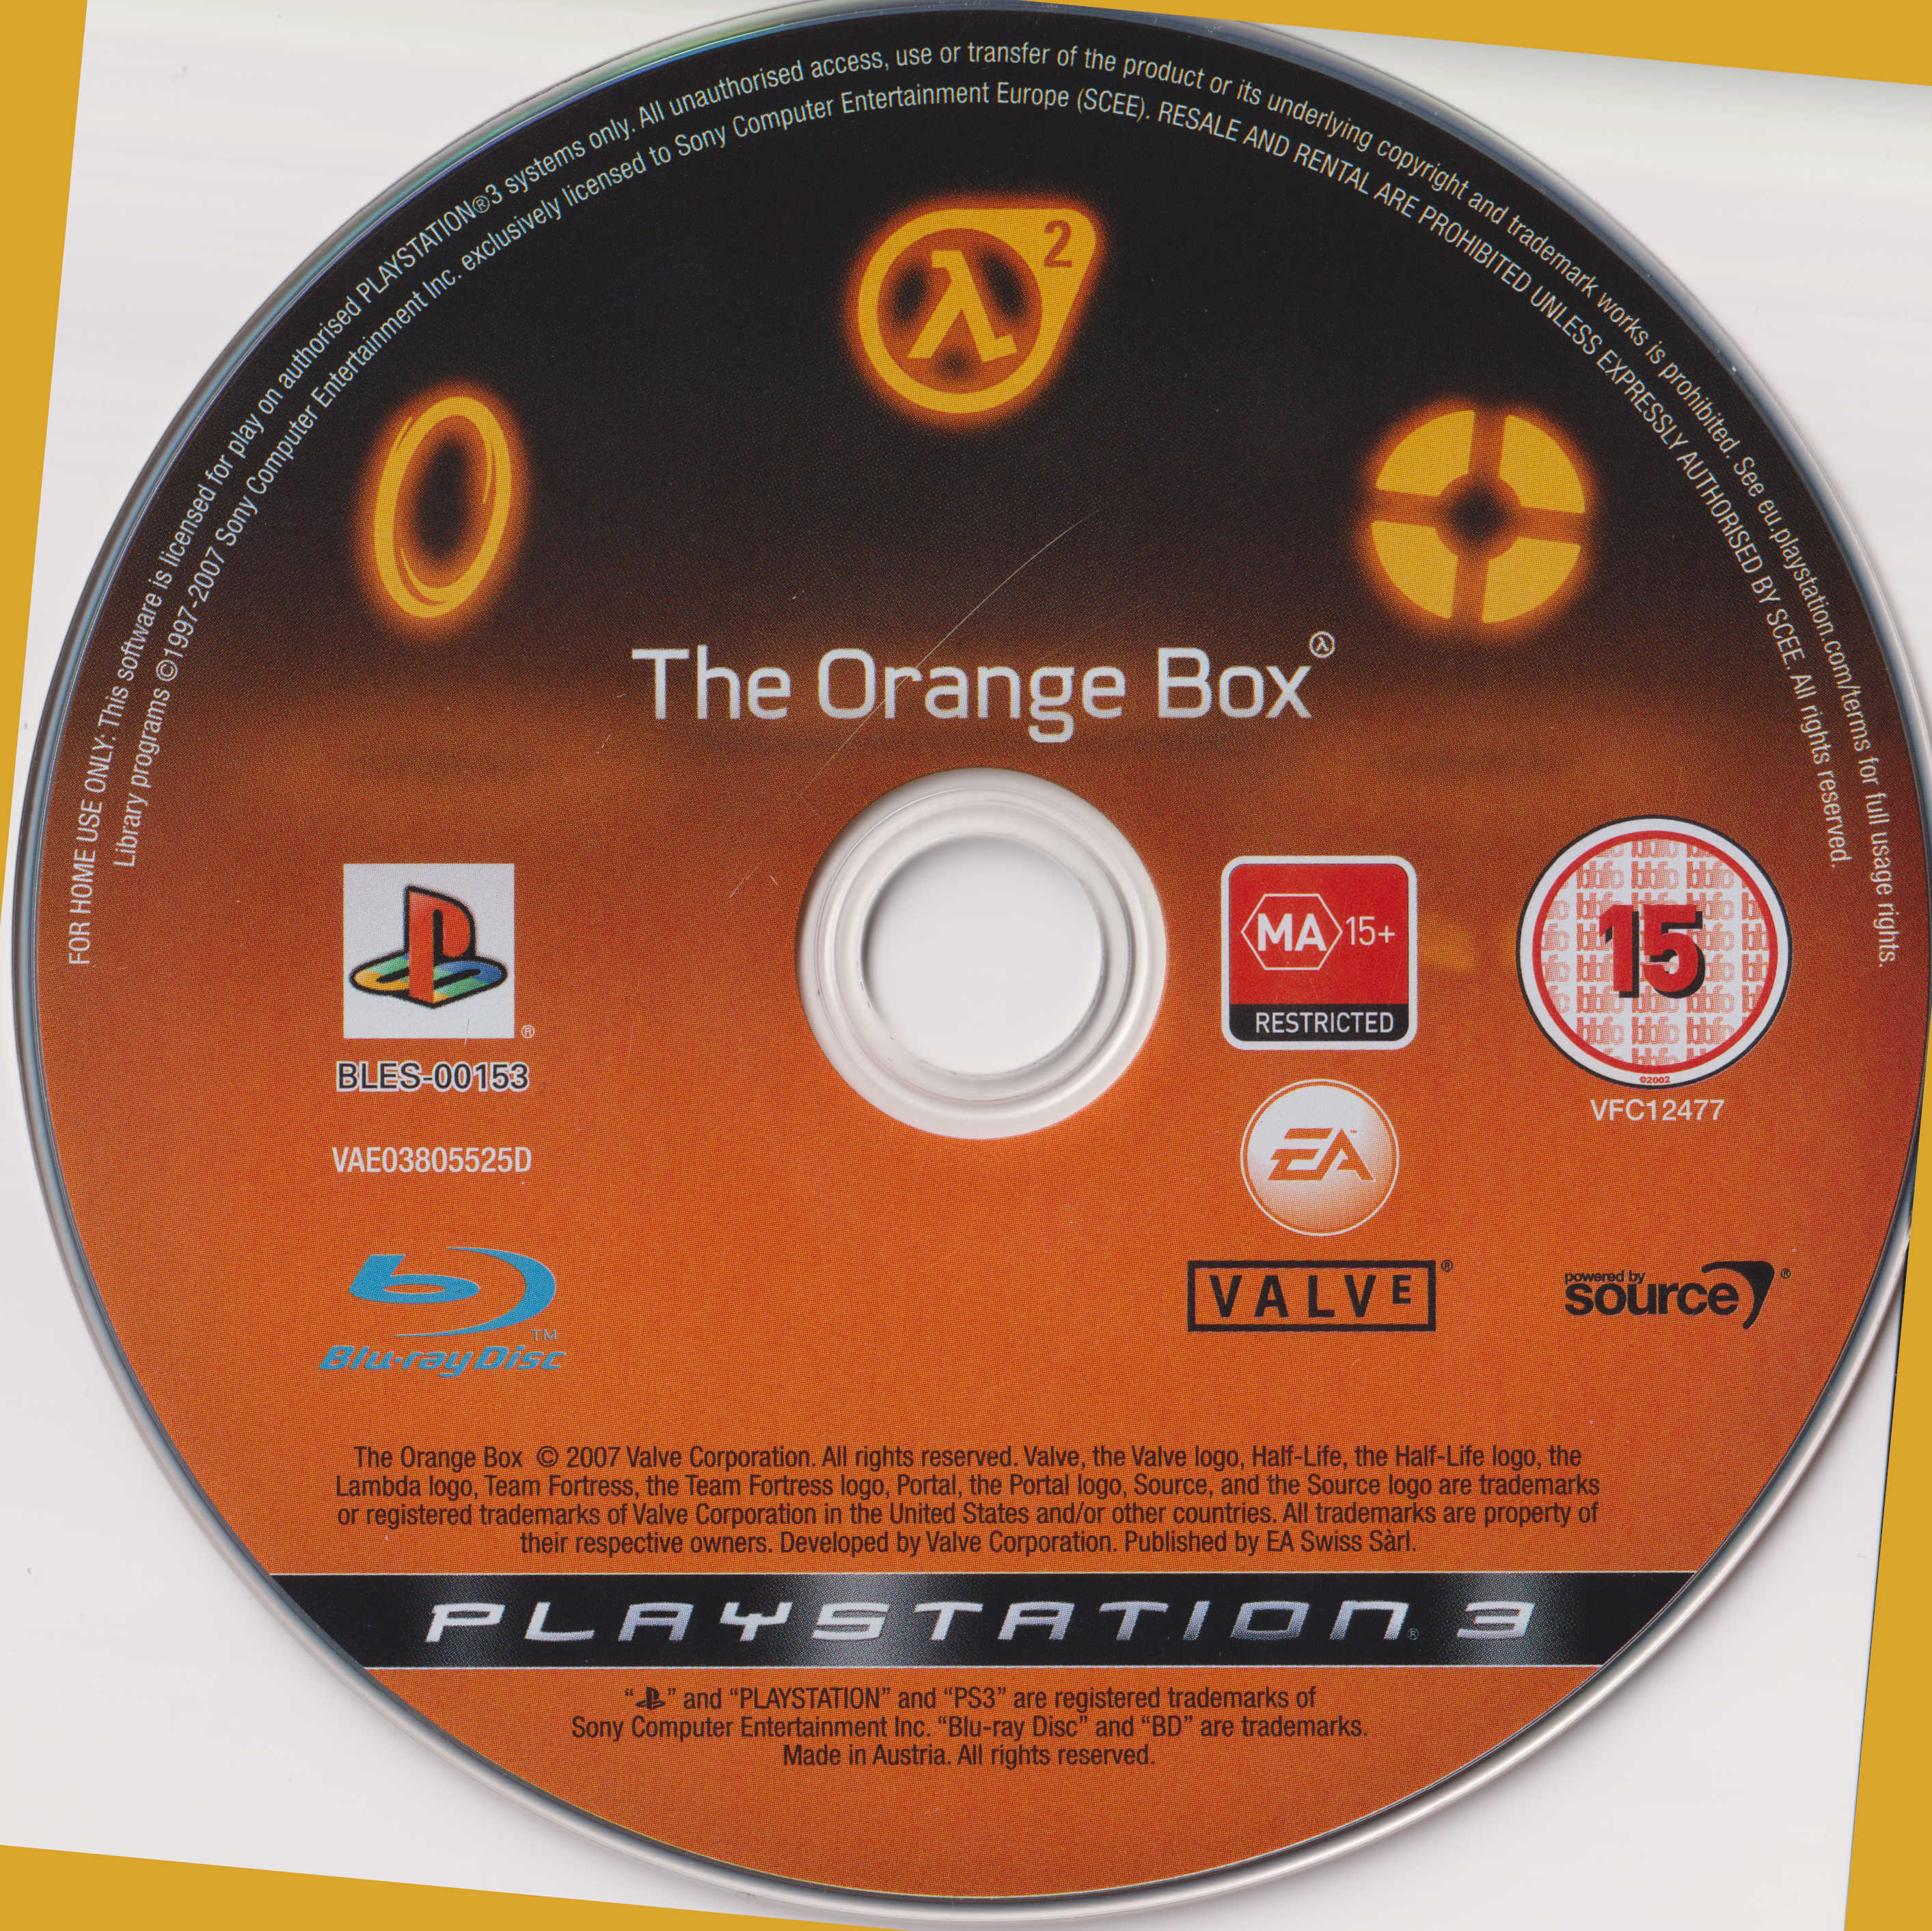 FOR HOME USE ONLY: This software is licensed for play on authorised PLAYSTATION®3 systems only. All unauthorised access, use or transfer of the product or its underlying copyright and trademark works is prohibited. See eu.playstation.com/terms for full usage rights.
Library programs ©1997-2007 Sony Computer Entertainment Inc. exclusively licensed to Sony Computer Entertainment Europe (SCEE). RESALE AND RENTAL ARE PROHIBITED UNLESS EXPRESSLY AUTHORISED BY SCEE. All rights reserved.
λ2
The Orange Box
MA 15+
RESTRICTED
bbfc
15
©2002
®
BLES-00153
VFC12477
VAE03805525D
EA™
VALVE®
powered by
source®
TM
Blu-ray Disc
The Orange Box © 2007 Valve Corporation. All rights reserved. Valve, the Valve logo, Half-Life, the Half-Life logo, the
Lambda logo, Team Fortress, the Team Fortress logo, Portal, the Portal logo, Source, and the Source logo are trademarks
or registered trademarks of Valve Corporation in the United States and/or other countries. All trademarks are property of
their respective owners. Developed by Valve Corporation. Published by EA Swiss Sàrl.
PLAYSTATION®3
“ ” and “PLAYSTATION” and “PS3” are registered trademarks of
Sony Computer Entertainment Inc. “Blu-ray Disc” and “BD” are trademarks.
Made in Austria. All rights reserved.